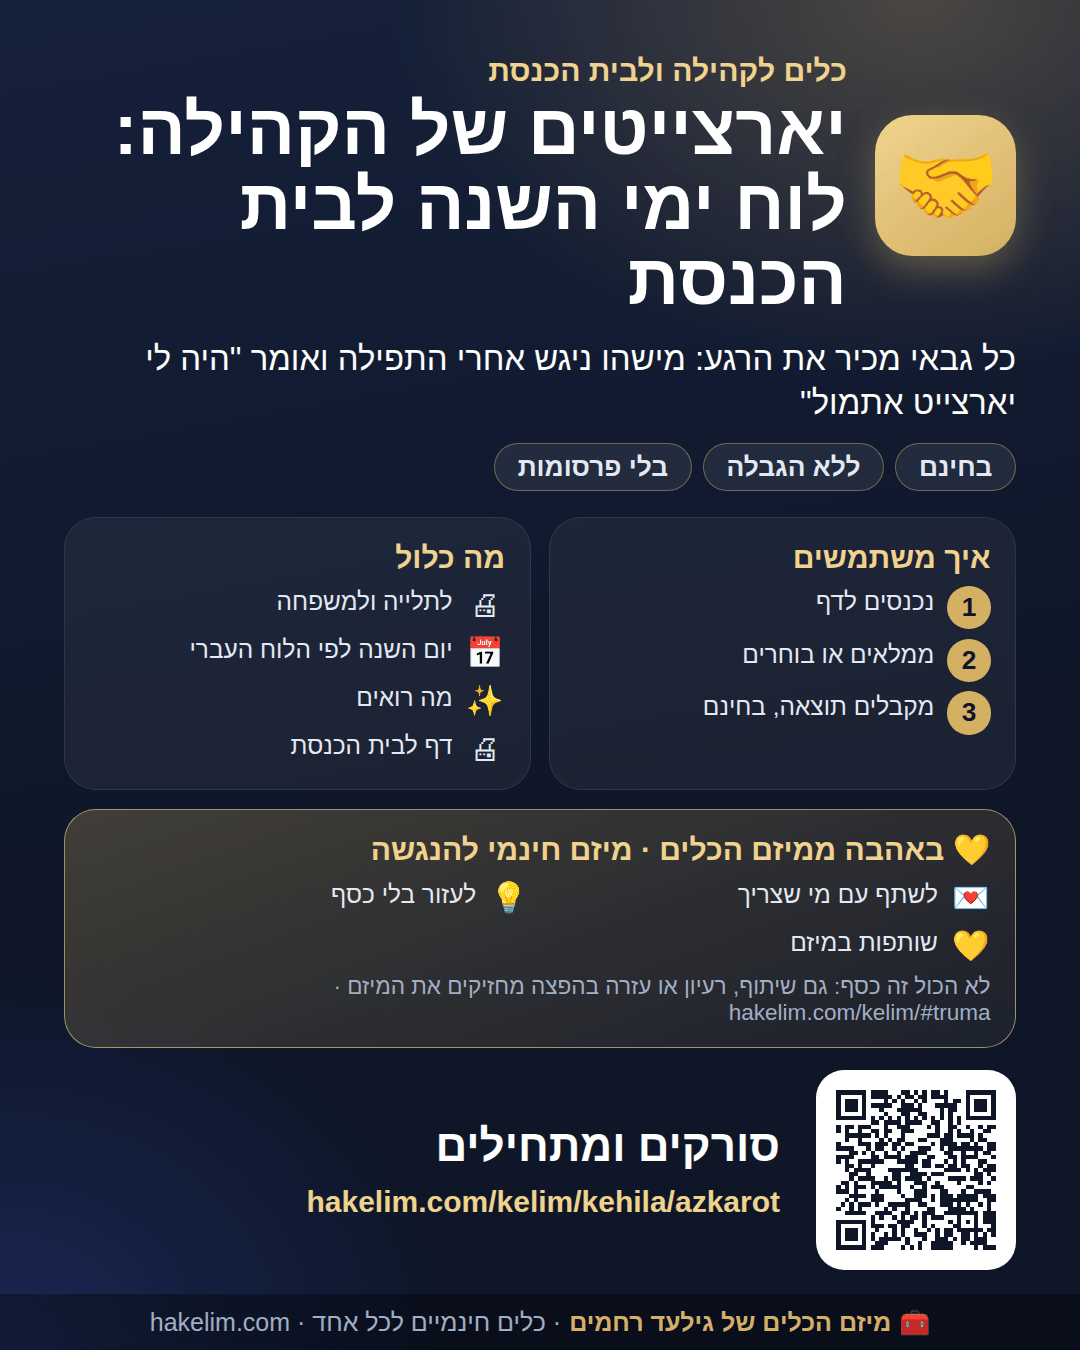 כלים לקהילה ולבית הכנסת
יארצייטים של הקהילה:
לוח ימי השנה לבית
הכנסת
כל גבאי מכיר את הרגע: מישהו ניגש אחרי התפילה ואומר "היה לי
יארצייט אתמול"
בחינם
ללא הגבלה
בלי פרסומות
איך משתמשים
1 נכנסים לדף
2 ממלאים או בוחרים
3 מקבלים תוצאה, בחינם
מה כלול
לתלייה ולמשפחה
יום השנה לפי הלוח העברי
מה רואים
דף לבית הכנסת
באהבה ממיזם הכלים · מיזם חינמי להנגשה
לשתף עם מי שצריך
לעזור בלי כסף
שותפות במיזם
לא הכול זה כסף: גם שיתוף, רעיון או עזרה בהפצה מחזיקים את המיזם ·
hakelim.com/kelim/#truma
סורקים ומתחילים
hakelim.com/kelim/kehila/azkarot
מיזם הכלים של גילעד רחמים · כלים חינמיים לכל אחד · hakelim.com